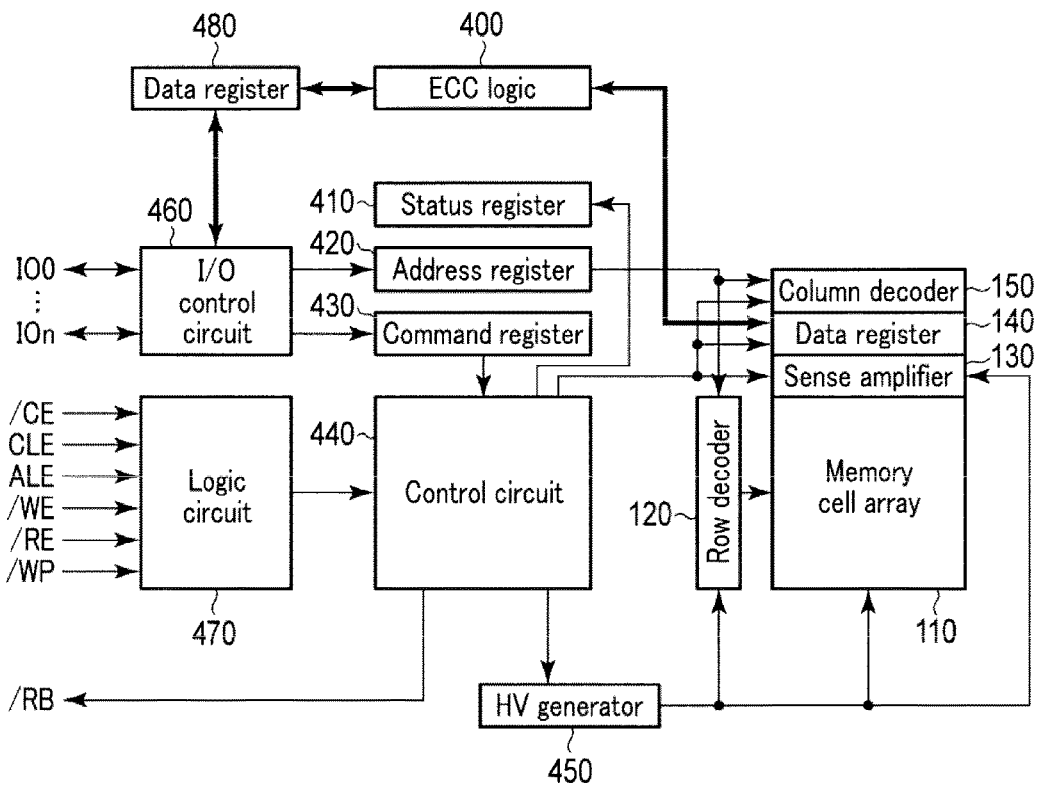 480
400
Data register
ECC logic
410
Status register
460
420
IO0
I/O
control
circuit
Address register
⋮
430
IOn
Command register
Column decoder
150
Data register
140
130
Sense amplifier
/CE
CLE
ALE
/WE
/RE
/WP
Logic
circuit
470
440
Control circuit
120
Row decoder
Memory
cell array
110
/RB
HV generator
450